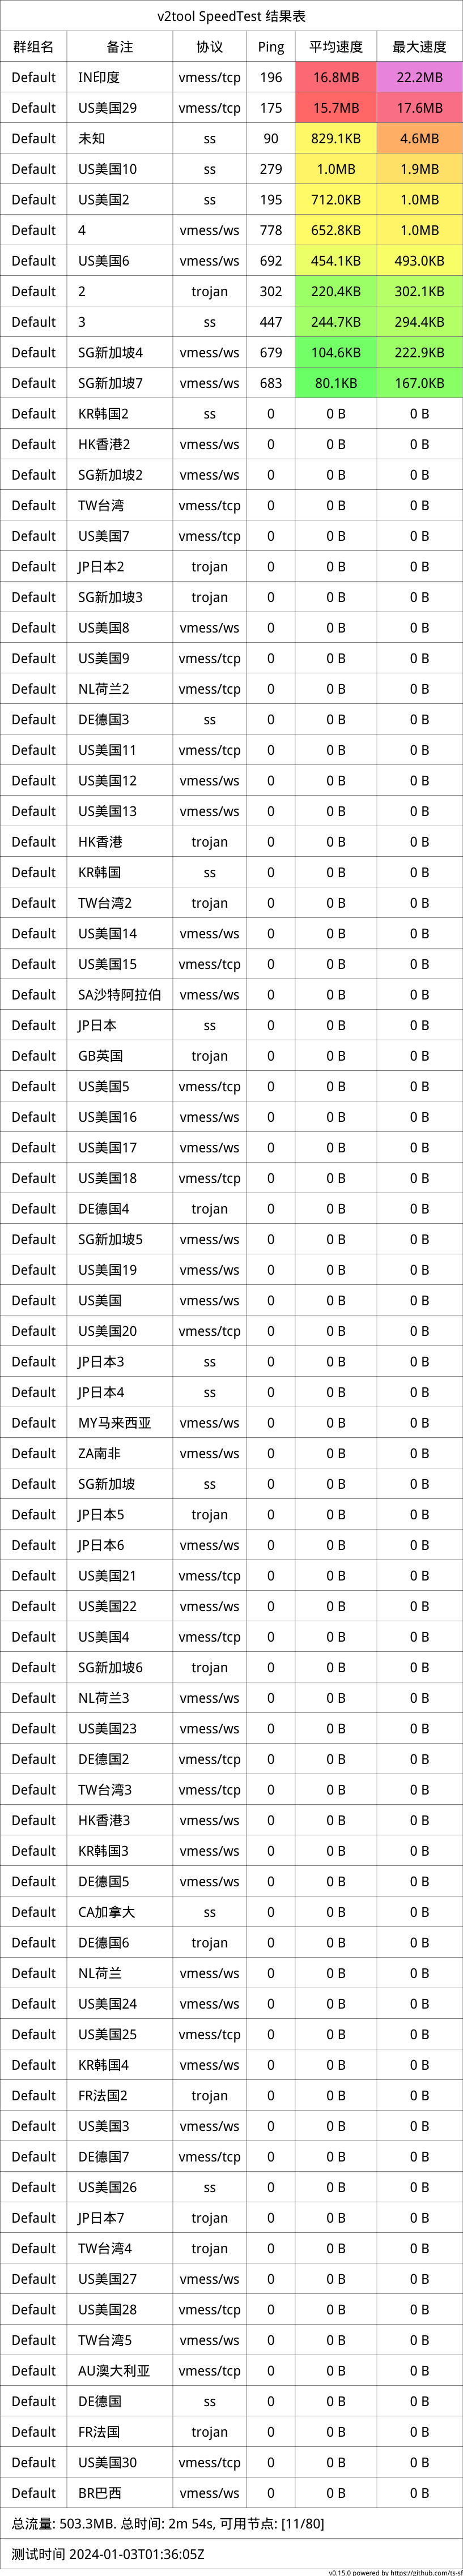 v2tool SpeedTest 结果表
群组名 备注 协议 Ping 平均速度 最大速度
Default IN印度 vmess/tcp 196 16.8MB 22.2MB
Default US美国29 vmess/tcp 175 15.7MB 17.6MB
Default 未知 ss 90 829.1KB 4.6MB
Default US美国10 ss 279 1.0MB 1.9MB
Default US美国2 ss 195 712.0KB 1.0MB
Default 4 vmess/ws 778 652.8KB 1.0MB
Default US美国6 vmess/ws 692 454.1KB 493.0KB
Default 2 trojan 302 220.4KB 302.1KB
Default 3 ss 447 244.7KB 294.4KB
Default SG新加坡4 vmess/ws 679 104.6KB 222.9KB
Default SG新加坡7 vmess/ws 683 80.1KB 167.0KB
Default KR韩国2 ss 0 0 B 0 B
Default HK香港2 vmess/ws 0 0 B 0 B
Default SG新加坡2 vmess/ws 0 0 B 0 B
Default TW台湾 vmess/tcp 0 0 B 0 B
Default US美国7 vmess/tcp 0 0 B 0 B
Default JP日本2 trojan 0 0 B 0 B
Default SG新加坡3 trojan 0 0 B 0 B
Default US美国8 vmess/ws 0 0 B 0 B
Default US美国9 vmess/tcp 0 0 B 0 B
Default NL荷兰2 vmess/tcp 0 0 B 0 B
Default DE德国3 ss 0 0 B 0 B
Default US美国11 vmess/tcp 0 0 B 0 B
Default US美国12 vmess/ws 0 0 B 0 B
Default US美国13 vmess/ws 0 0 B 0 B
Default HK香港 trojan 0 0 B 0 B
Default KR韩国 ss 0 0 B 0 B
Default TW台湾2 trojan 0 0 B 0 B
Default US美国14 vmess/ws 0 0 B 0 B
Default US美国15 vmess/tcp 0 0 B 0 B
Default SA沙特阿拉伯 vmess/ws 0 0 B 0 B
Default JP日本 ss 0 0 B 0 B
Default GB英国 trojan 0 0 B 0 B
Default US美国5 vmess/tcp 0 0 B 0 B
Default US美国16 vmess/ws 0 0 B 0 B
Default US美国17 vmess/ws 0 0 B 0 B
Default US美国18 vmess/tcp 0 0 B 0 B
Default DE德国4 trojan 0 0 B 0 B
Default SG新加坡5 vmess/ws 0 0 B 0 B
Default US美国19 vmess/ws 0 0 B 0 B
Default US美国 vmess/ws 0 0 B 0 B
Default US美国20 vmess/tcp 0 0 B 0 B
Default JP日本3 ss 0 0 B 0 B
Default JP日本4 ss 0 0 B 0 B
Default MY马来西亚 vmess/ws 0 0 B 0 B
Default ZA南非 vmess/ws 0 0 B 0 B
Default SG新加坡 ss 0 0 B 0 B
Default JP日本5 trojan 0 0 B 0 B
Default JP日本6 vmess/ws 0 0 B 0 B
Default US美国21 vmess/tcp 0 0 B 0 B
Default US美国22 vmess/ws 0 0 B 0 B
Default US美国4 vmess/tcp 0 0 B 0 B
Default SG新加坡6 trojan 0 0 B 0 B
Default NL荷兰3 vmess/ws 0 0 B 0 B
Default US美国23 vmess/ws 0 0 B 0 B
Default DE德国2 vmess/tcp 0 0 B 0 B
Default TW台湾3 vmess/tcp 0 0 B 0 B
Default HK香港3 vmess/ws 0 0 B 0 B
Default KR韩国3 vmess/ws 0 0 B 0 B
Default DE德国5 vmess/ws 0 0 B 0 B
Default CA加拿大 ss 0 0 B 0 B
Default DE德国6 trojan 0 0 B 0 B
Default NL荷兰 vmess/ws 0 0 B 0 B
Default US美国24 vmess/ws 0 0 B 0 B
Default US美国25 vmess/tcp 0 0 B 0 B
Default KR韩国4 vmess/ws 0 0 B 0 B
Default FR法国2 trojan 0 0 B 0 B
Default US美国3 vmess/ws 0 0 B 0 B
Default DE德国7 vmess/tcp 0 0 B 0 B
Default US美国26 ss 0 0 B 0 B
Default JP日本7 trojan 0 0 B 0 B
Default TW台湾4 trojan 0 0 B 0 B
Default US美国27 vmess/ws 0 0 B 0 B
Default US美国28 vmess/tcp 0 0 B 0 B
Default TW台湾5 vmess/ws 0 0 B 0 B
Default AU澳大利亚 vmess/tcp 0 0 B 0 B
Default DE德国 ss 0 0 B 0 B
Default FR法国 trojan 0 0 B 0 B
Default US美国30 vmess/tcp 0 0 B 0 B
Default BR巴西 vmess/ws 0 0 B 0 B
总流量: 503.3MB. 总时间: 2m 54s, 可用节点: [11/80]
测试时间 2024-01-03T01:36:05Z
v0.15.0 powered by https://github.com/ts-sf